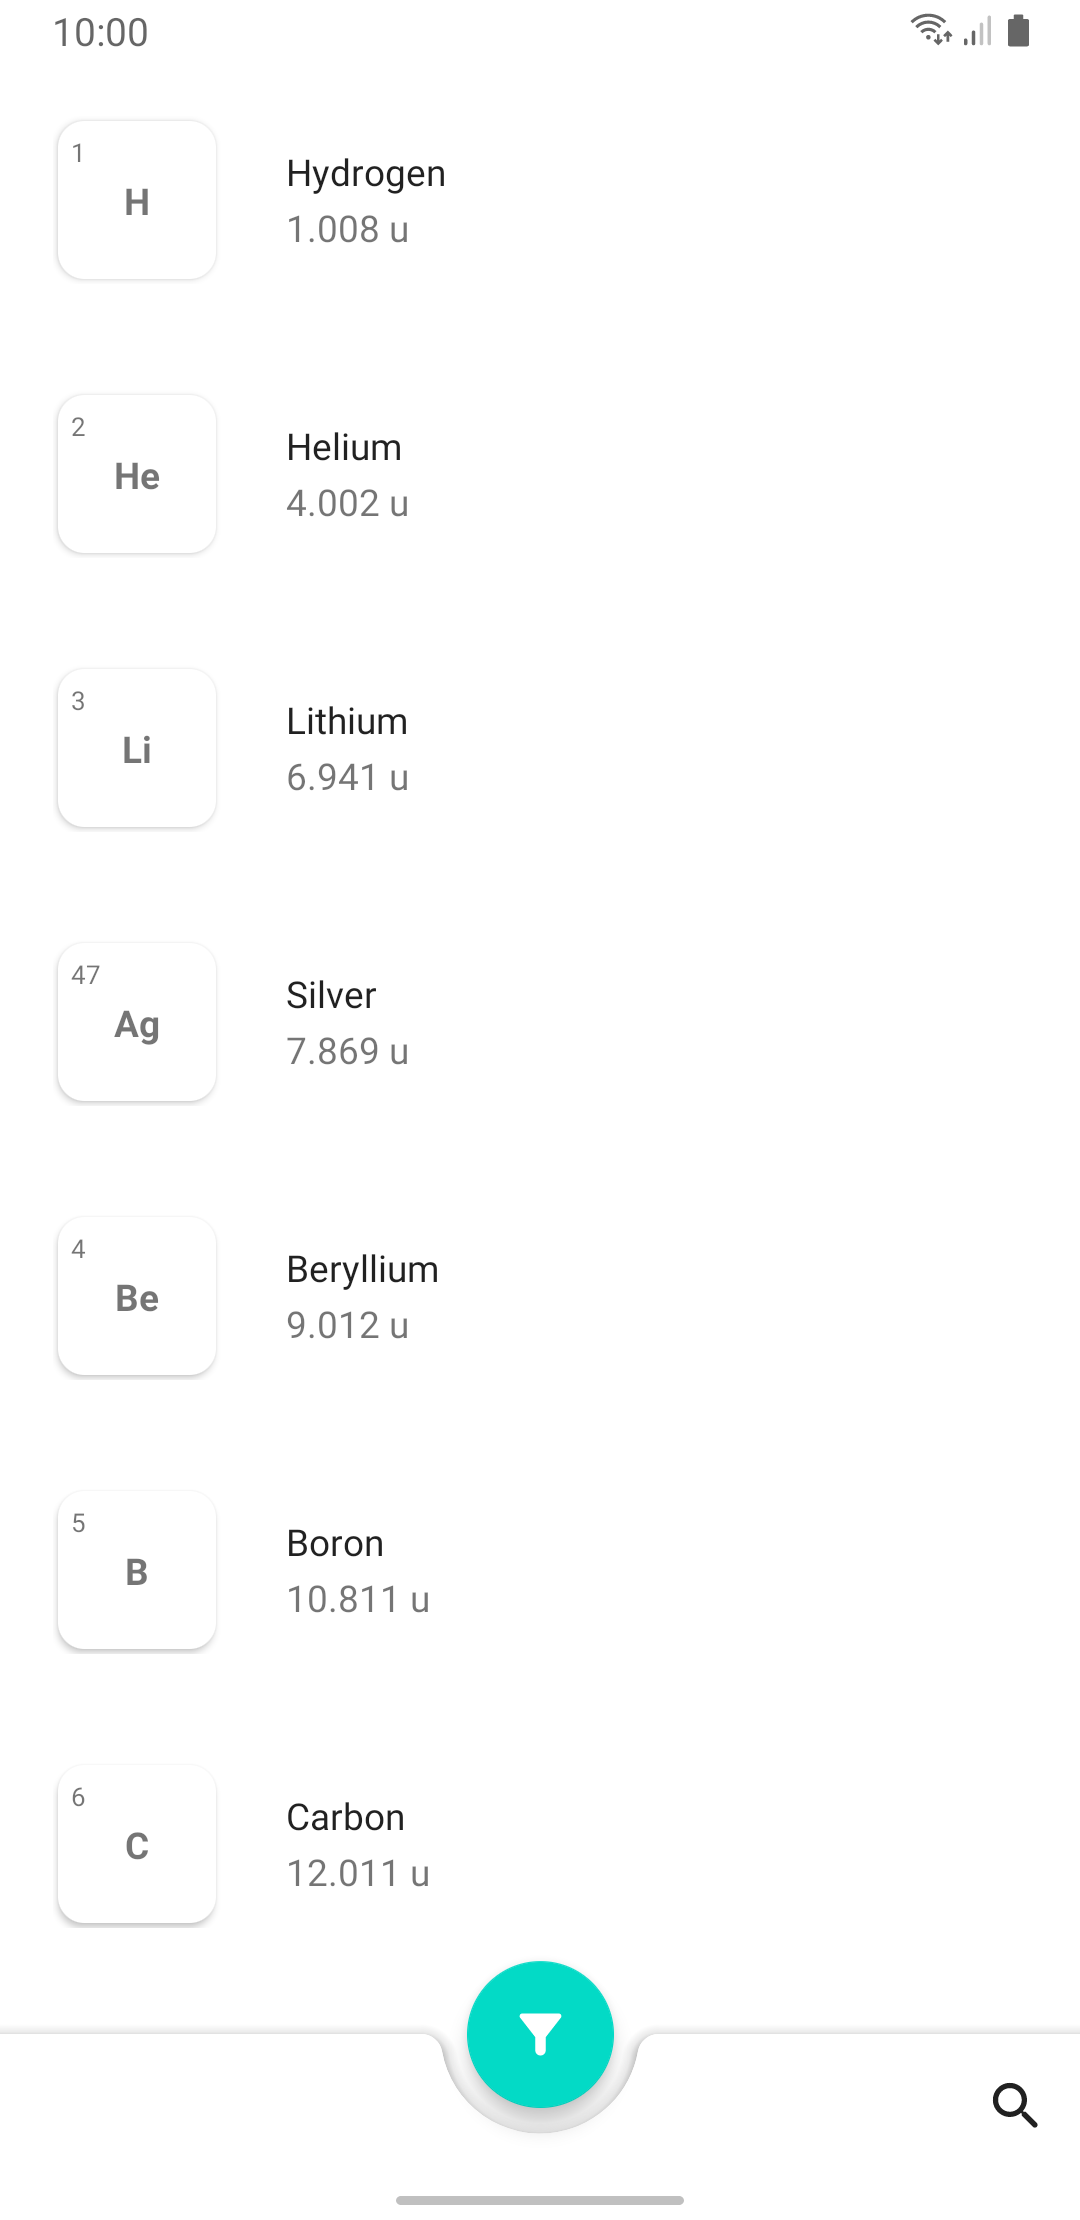 10:00
1
H
Hydrogen
1.008 u
2
He
Helium
4.002 u
3
Li
Lithium
6.941 u
47
Ag
Silver
7.869 u
4
Be
Beryllium
9.012 u
5
B
Boron
10.811 u
6
C
Carbon
12.011 u